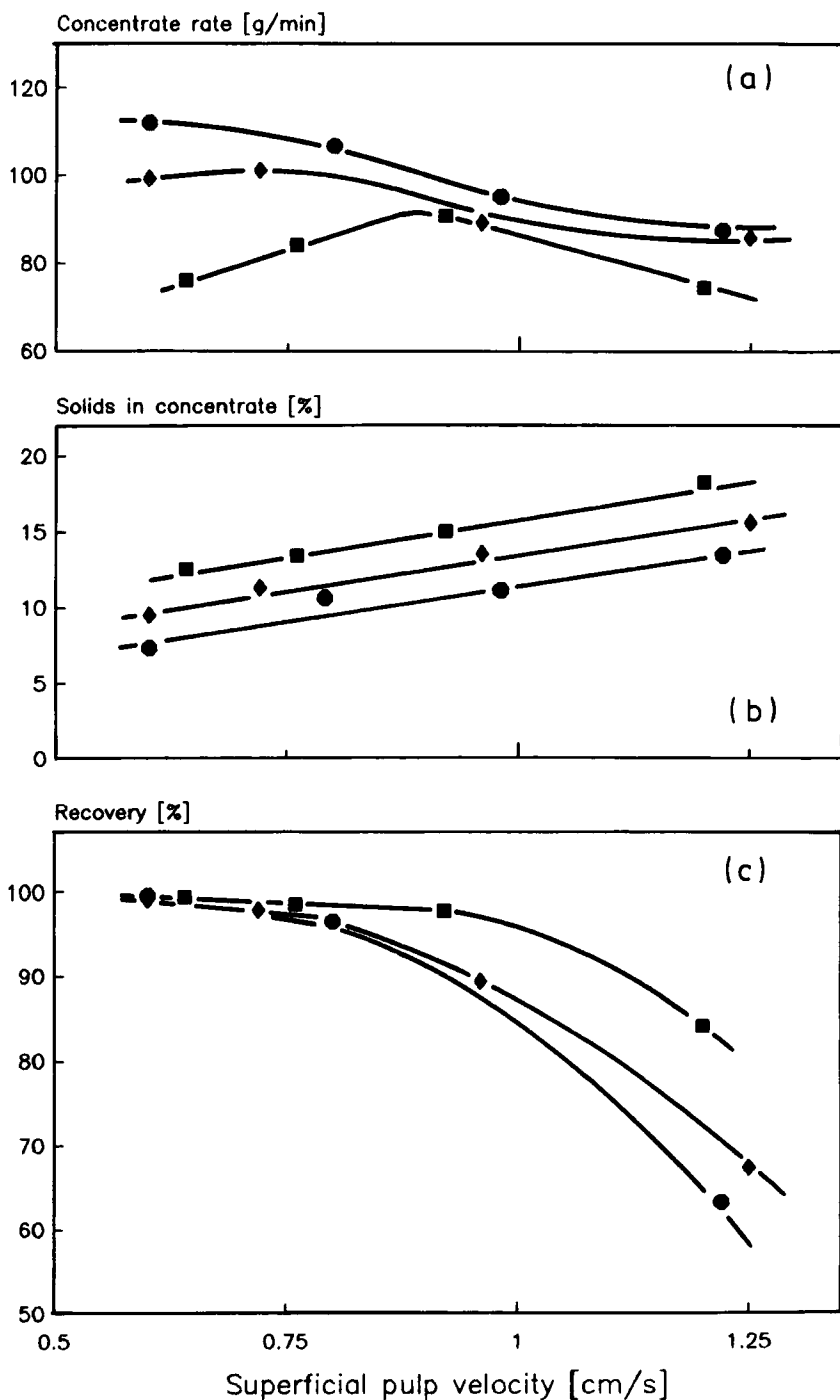 Concentrate rate [g/min]
(a)
120
100
80
60
Solids in concentrate [%]
20
15
10
5
0
(b)
Recovery [%]
(c)
100
90
80
70
60
50
0.5 0.75 1 1.25
Superficial pulp velocity [cm/s]